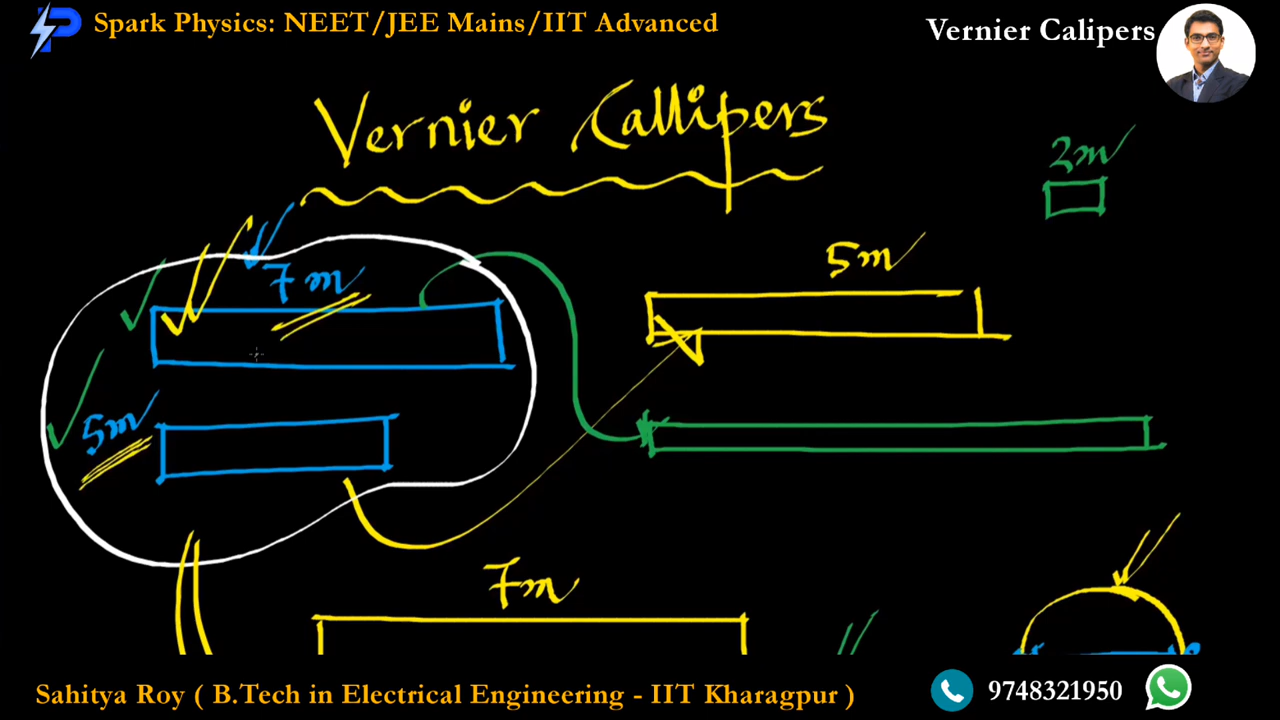 Spark Physics: NEET/JEE Mains/IIT Advanced
Vernier Calipers
Vernier Callipers
2m
7m
5m
5m
7m
Sahitya Roy ( B.Tech in Electrical Engineering - IIT Kharagpur )
9748321950